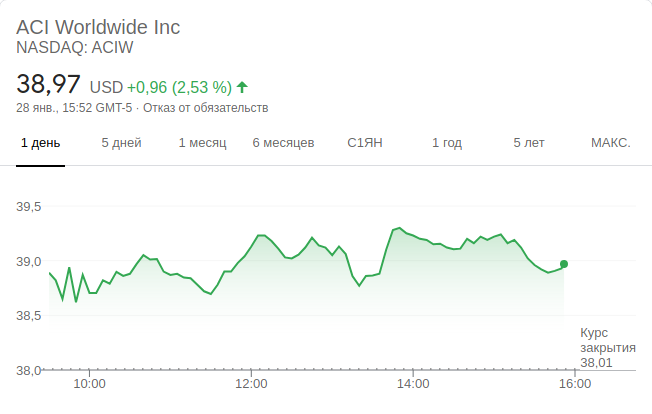 ACI Worldwide Inc
NASDAQ: ACIW
38,97 USD +0,96 (2,53 %)
28 янв., 15:52 GMT-5 · Отказ от обязательств
1 день 5 дней 1 месяц 6 месяцев С1ЯН 1 год 5 лет МАКС.
39,5
39,0
38,5
Курс
закрытия
38,01
38,0
10:00 12:00 14:00 16:00